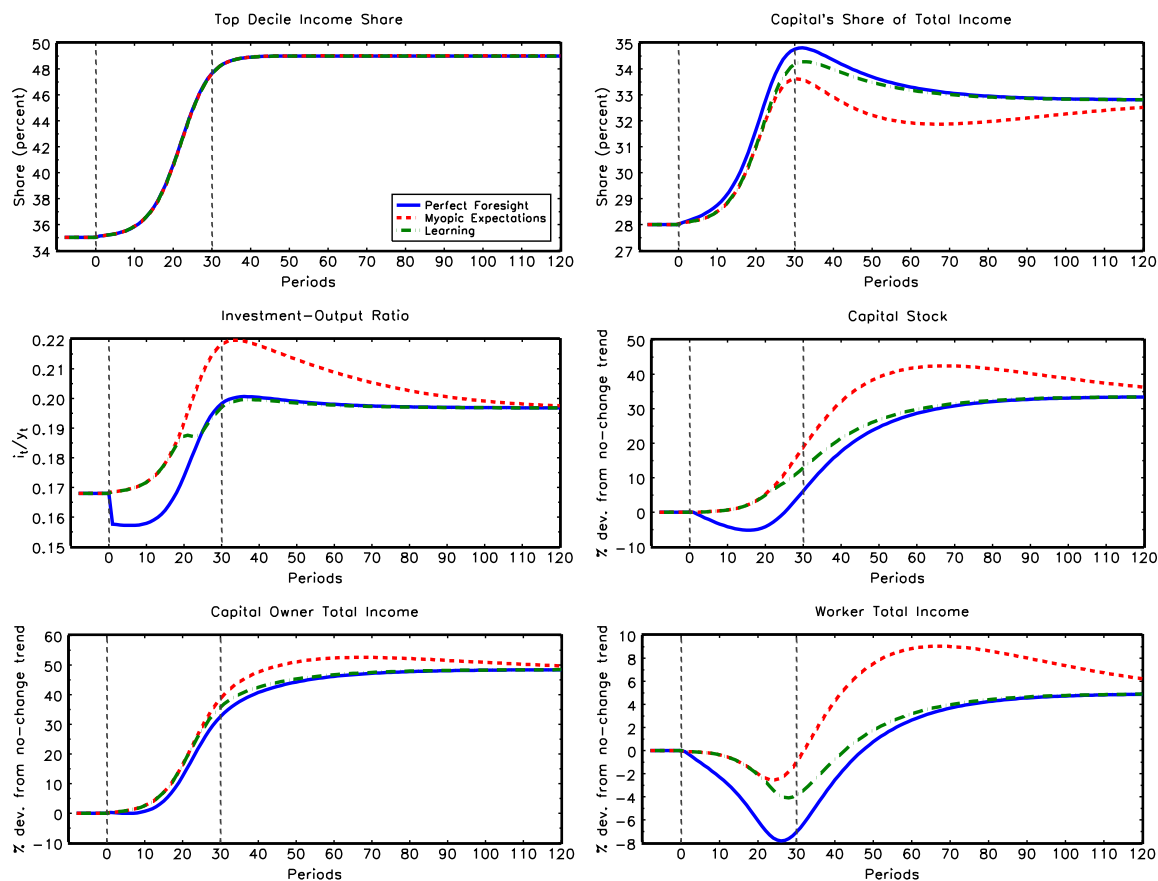 Top Decile Income Share
Share (percent)
50
48
46
44
42
40
38
36
34
0 10 20 30 40 50 60 70 80 90 100 110 120
Periods
Perfect Foresight
Myopic Expectations
Learning
Capital's Share of Total Income
Share (percent)
35
34
33
32
31
30
29
28
27
0 10 20 30 40 50 60 70 80 90 100 110 120
Periods
Investment-Output Ratio
it/yt
0.22
0.21
0.20
0.19
0.18
0.17
0.16
0.15
0 10 20 30 40 50 60 70 80 90 100 110 120
Periods
Capital Stock
% dev. from no-change trend
50
40
30
20
10
0
-10
0 10 20 30 40 50 60 70 80 90 100 110 120
Periods
Capital Owner Total Income
% dev. from no-change trend
60
50
40
30
20
10
0
-10
0 10 20 30 40 50 60 70 80 90 100 110 120
Periods
Worker Total Income
% dev. from no-change trend
10
8
6
4
2
0
-2
-4
-6
-8
0 10 20 30 40 50 60 70 80 90 100 110 120
Periods